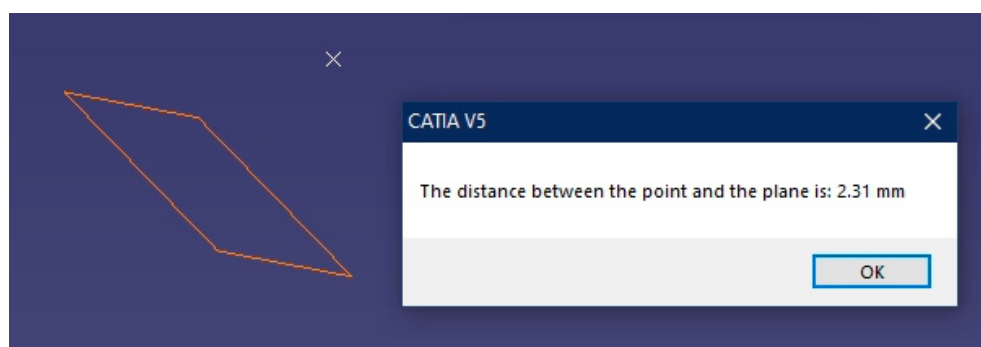 CATIA V5
The distance between the point and the plane is: 2.31 mm
OK